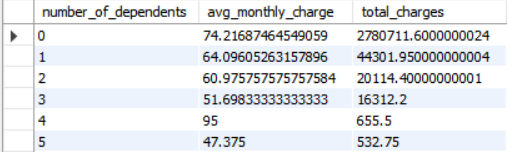 number_of_dependents avg_monthly_charge total_charges
0 74.21687464549059 2780711.6000000024
1 64.09605263157896 44301.950000000004
2 60.975757575757584 20114.40000000001
3 51.69833333333333 16312.2
4 95 655.5
5 47.375 532.75